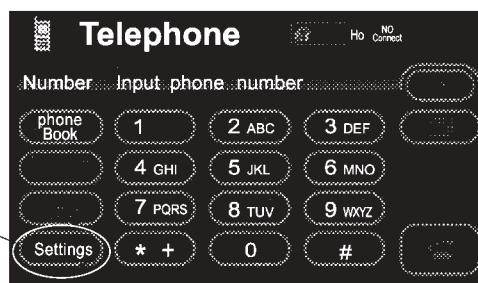 Telephone Ho NO Connect
Number Input phone number
phone Book 1 2 ABC 3 DEF
4 GHI 5 JKL 6 MNO
7 PQRS 8 TUV 9 WXYZ
Settings * + 0 #